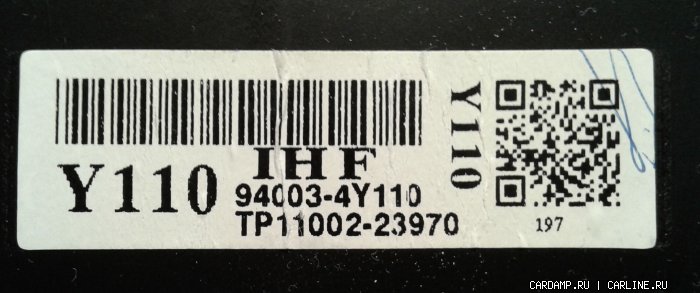 IHF
Y110
94003-4Y110
TP11002-23970
Y110
197
CARDAMP.RU | CARLINE.RU